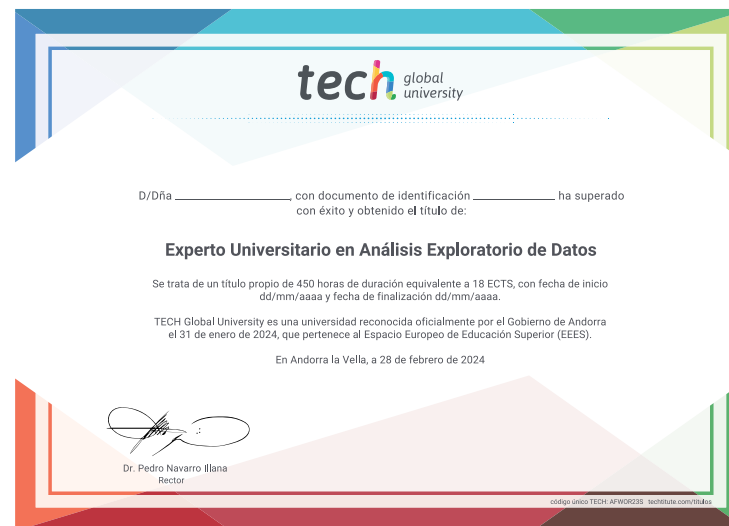 tech global university
D/Dña ____________________, con documento de identificación ______________ ha superado
con éxito y obtenido el título de:
Experto Universitario en Análisis Exploratorio de Datos
Se trata de un título propio de 450 horas de duración equivalente a 18 ECTS, con fecha de inicio
dd/mm/aaaa y fecha de finalización dd/mm/aaaa.
TECH Global University es una universidad reconocida oficialmente por el Gobierno de Andorra
el 31 de enero de 2024, que pertenece al Espacio Europeo de Educación Superior (EEES).
En Andorra la Vella, a 28 de febrero de 2024
Dr. Pedro Navarro Illana
Rector
código único TECH: AFWOR23S techtitute.com/titulos